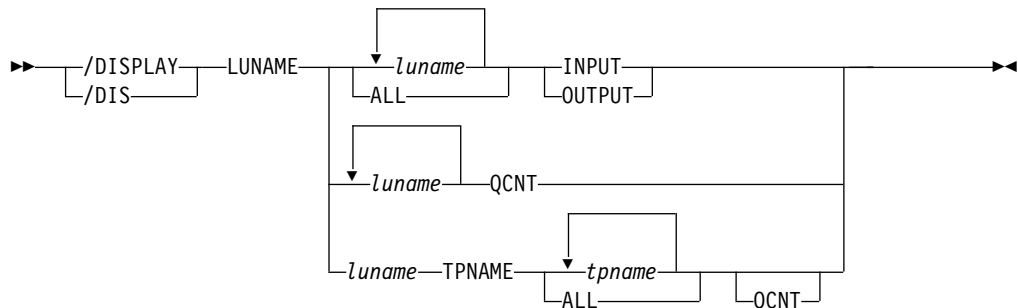 /DISPLAY LUNAME luname INPUT
/DIS ALL OUTPUT
luname QCNT
luname TPNAME tpname
ALL QCNT